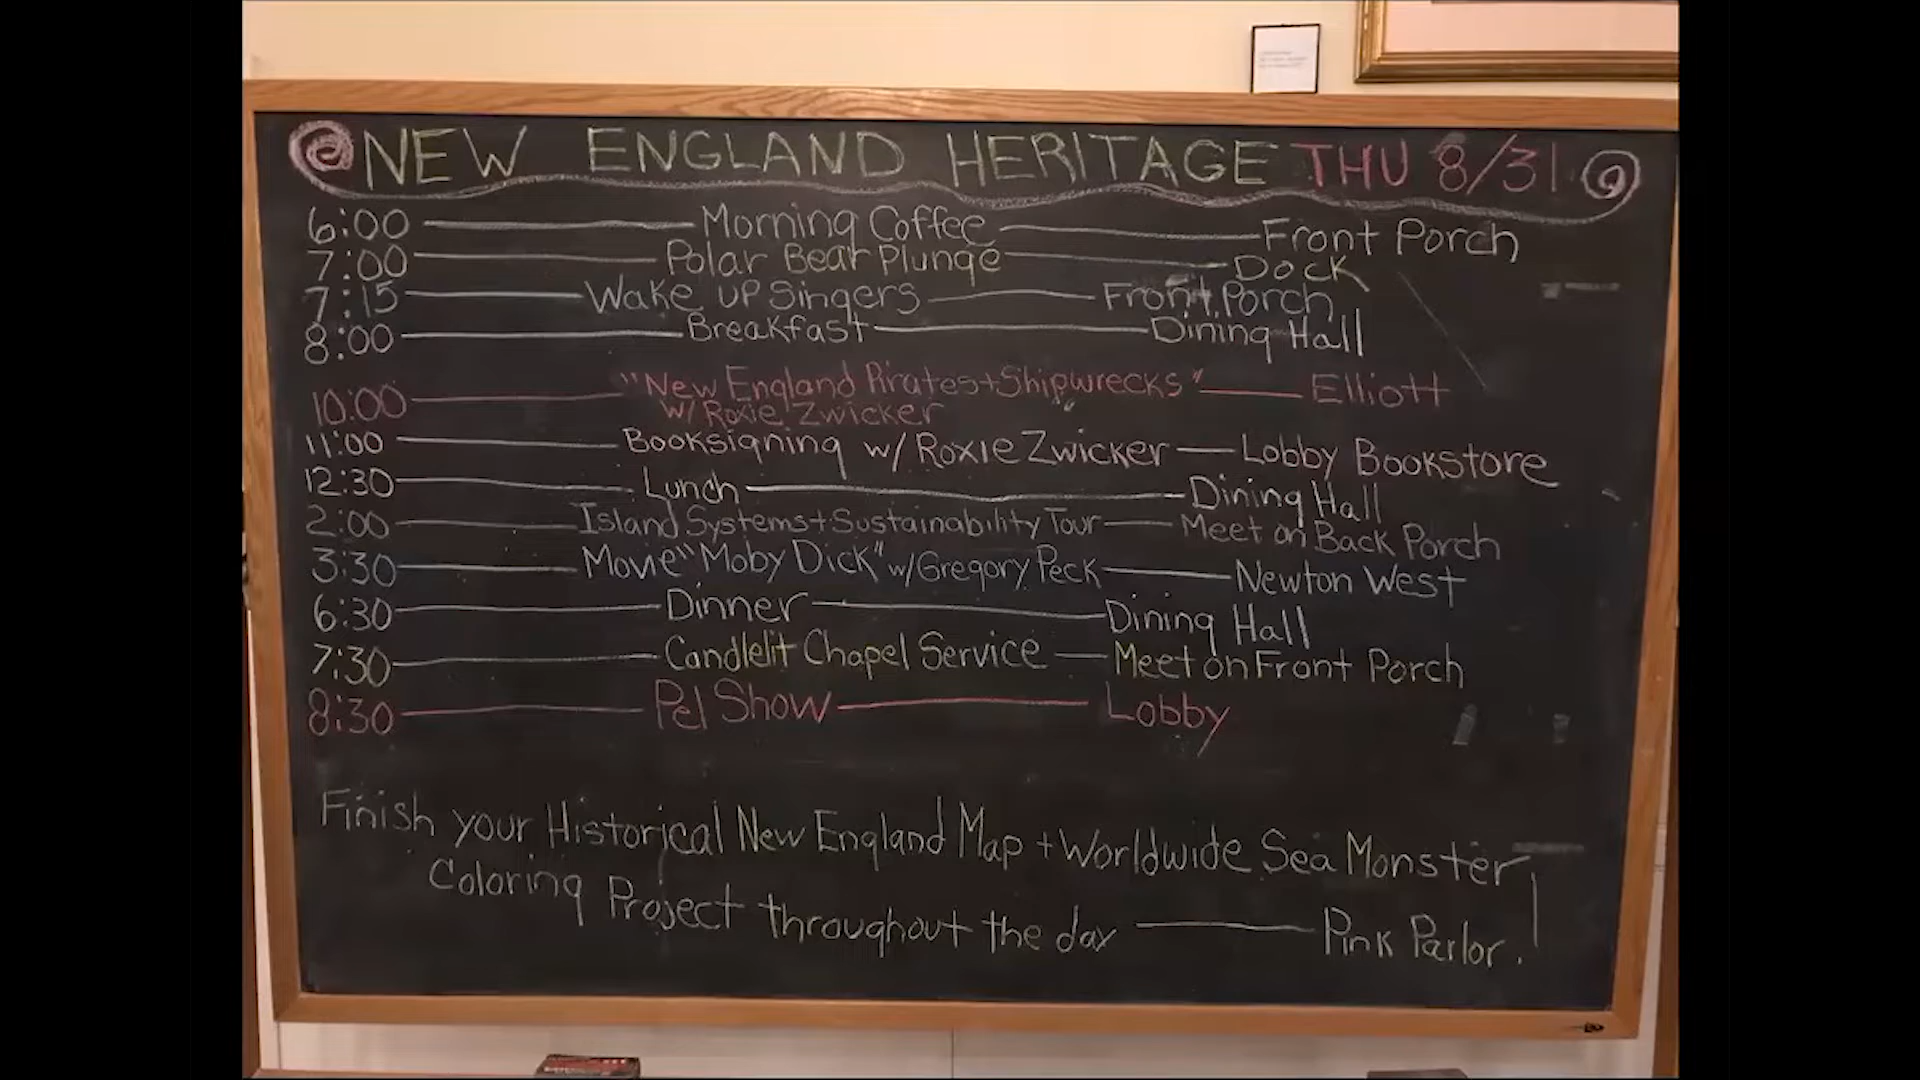 NEW ENGLAND HERITAGE THU 8/31
6:00 Morning Coffee Front Porch
7:00 Polar Bear Plunge Dock
7:15 Wake up Singers Front Porch
8:00 Breakfast Dining Hall
10:00 "New England Pirates + Shipwrecks" Elliott
w/ Roxie Zwicker
11:00 Booksigning w/ Roxie Zwicker Lobby Bookstore
12:30 Lunch Dining Hall
2:00 Island Systems + Sustainability Tour Meet on Back Porch
3:30 Movie "Moby Dick" w/ Gregory Peck Newton West
6:30 Dinner Dining Hall
7:30 Candlelit Chapel Service Meet on Front Porch
8:30 Pel Show Lobby
Finish your Historical New England Map + Worldwide Sea Monster
Coloring Project throughout the day Pink Parlor.